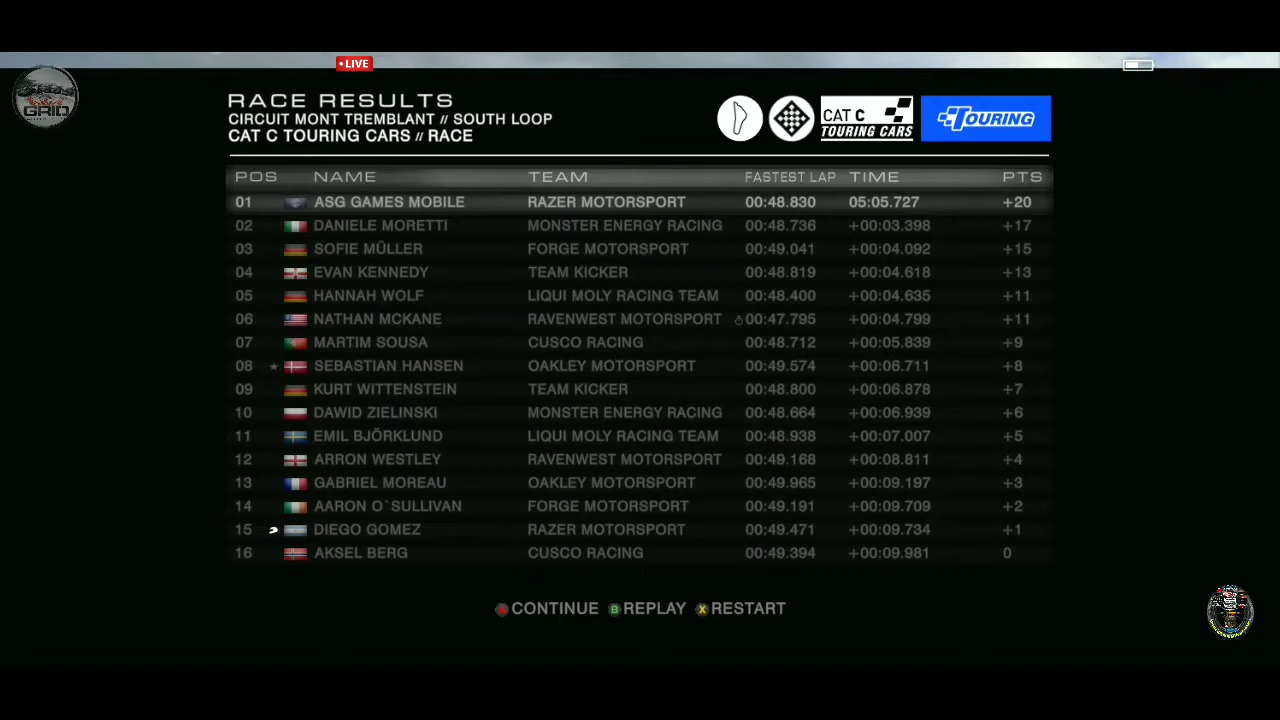 • LIVE
GRID
RACE RESULTS
CIRCUIT MONT TREMBLANT // SOUTH LOOP
CAT C TOURING CARS // RACE
CAT C
TOURING CARS
TOURING
POS NAME TEAM FASTEST LAP TIME PTS
01 ASG GAMES MOBILE RAZER MOTORSPORT 00:48.830 05:05.727 +20
02 DANIELE MORETTI MONSTER ENERGY RACING 00:48.736 +00:03.398 +17
03 SOFIE MÜLLER FORGE MOTORSPORT 00:49.041 +00:04.092 +15
04 EVAN KENNEDY TEAM KICKER 00:48.819 +00:04.618 +13
05 HANNAH WOLF LIQUI MOLY RACING TEAM 00:48.400 +00:04.635 +11
06 NATHAN MCKANE RAVENWEST MOTORSPORT 00:47.795 +00:04.799 +11
07 MARTIM SOUSA CUSCO RACING 00:48.712 +00:05.839 +9
08 SEBASTIAN HANSEN OAKLEY MOTORSPORT 00:49.574 +00:06.711 +8
09 KURT WITTENSTEIN TEAM KICKER 00:48.800 +00:06.878 +7
10 DAWID ZIELINSKI MONSTER ENERGY RACING 00:48.664 +00:06.939 +6
11 EMIL BJÖRKLUND LIQUI MOLY RACING TEAM 00:48.938 +00:07.007 +5
12 ARRON WESTLEY RAVENWEST MOTORSPORT 00:49.168 +00:08.811 +4
13 GABRIEL MOREAU OAKLEY MOTORSPORT 00:49.965 +00:09.197 +3
14 AARON O`SULLIVAN FORGE MOTORSPORT 00:49.191 +00:09.709 +2
15 DIEGO GOMEZ RAZER MOTORSPORT 00:49.471 +00:09.734 +1
16 AKSEL BERG CUSCO RACING 00:49.394 +00:09.981 0
A CONTINUE B REPLAY X RESTART